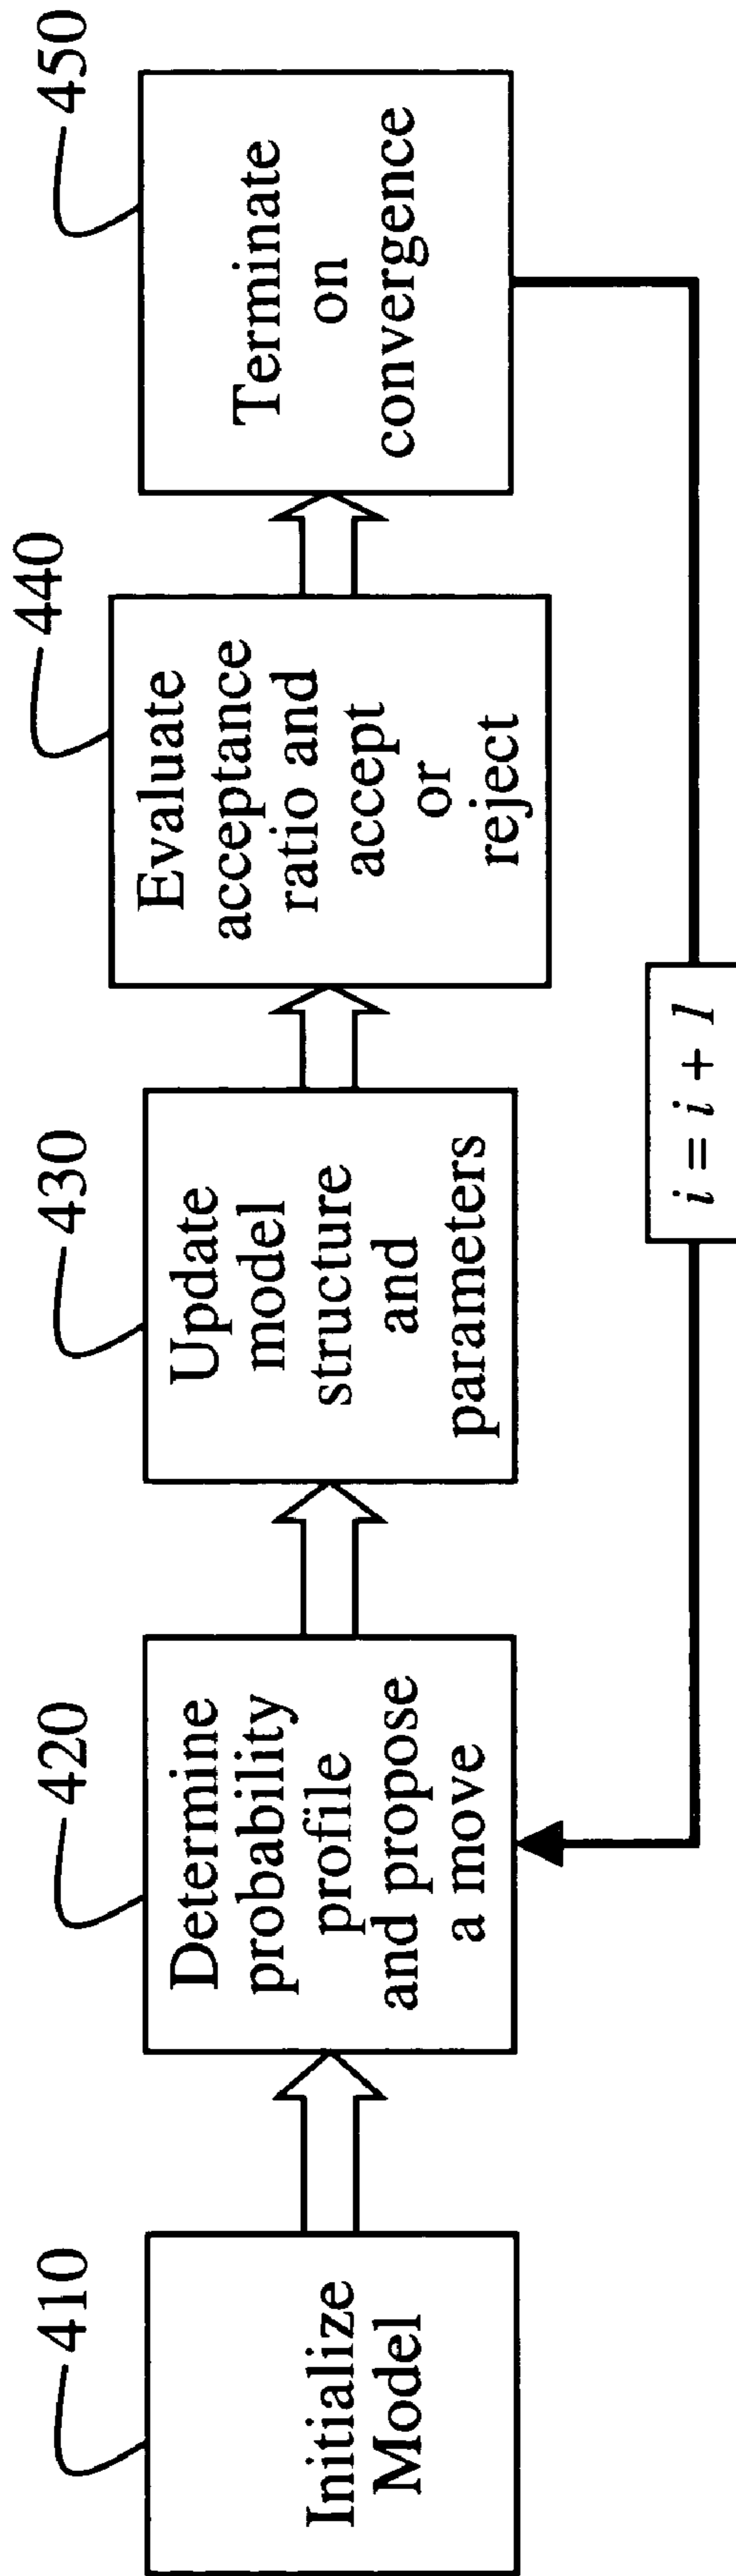 410
Initialize
Model
420
Determine
probability
profile
and propose
a move
430
Update
model
structure
and
parameters
440
Evaluate
acceptance
ratio and
accept
or
reject
450
Terminate
on
convergence
i = i + 1